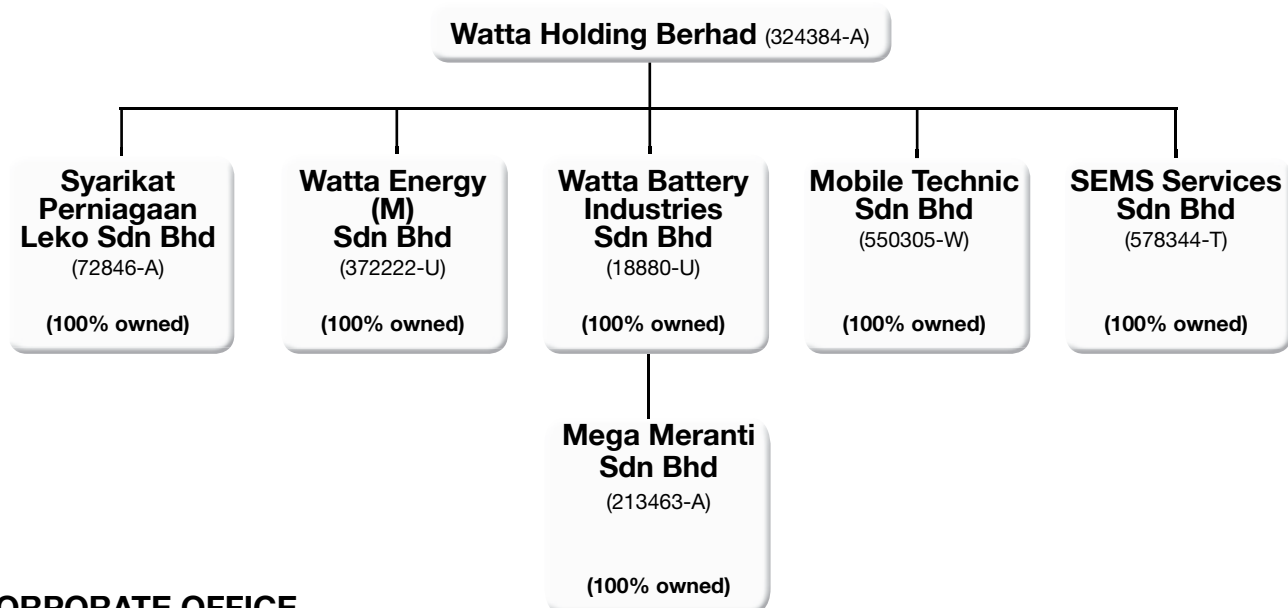 Watta Holding Berhad (324384-A)
Syarikat
Perniagaan
Leko Sdn Bhd
(72846-A)
(100% owned)
Watta Energy
(M)
Sdn Bhd
(372222-U)
(100% owned)
Watta Battery
Industries
Sdn Bhd
(18880-U)
(100% owned)
Mobile Technic
Sdn Bhd
(550305-W)
(100% owned)
SEMS Services
Sdn Bhd
(578344-T)
(100% owned)
Mega Meranti
Sdn Bhd
(213463-A)
(100% owned)
ORPORATE OFFICE